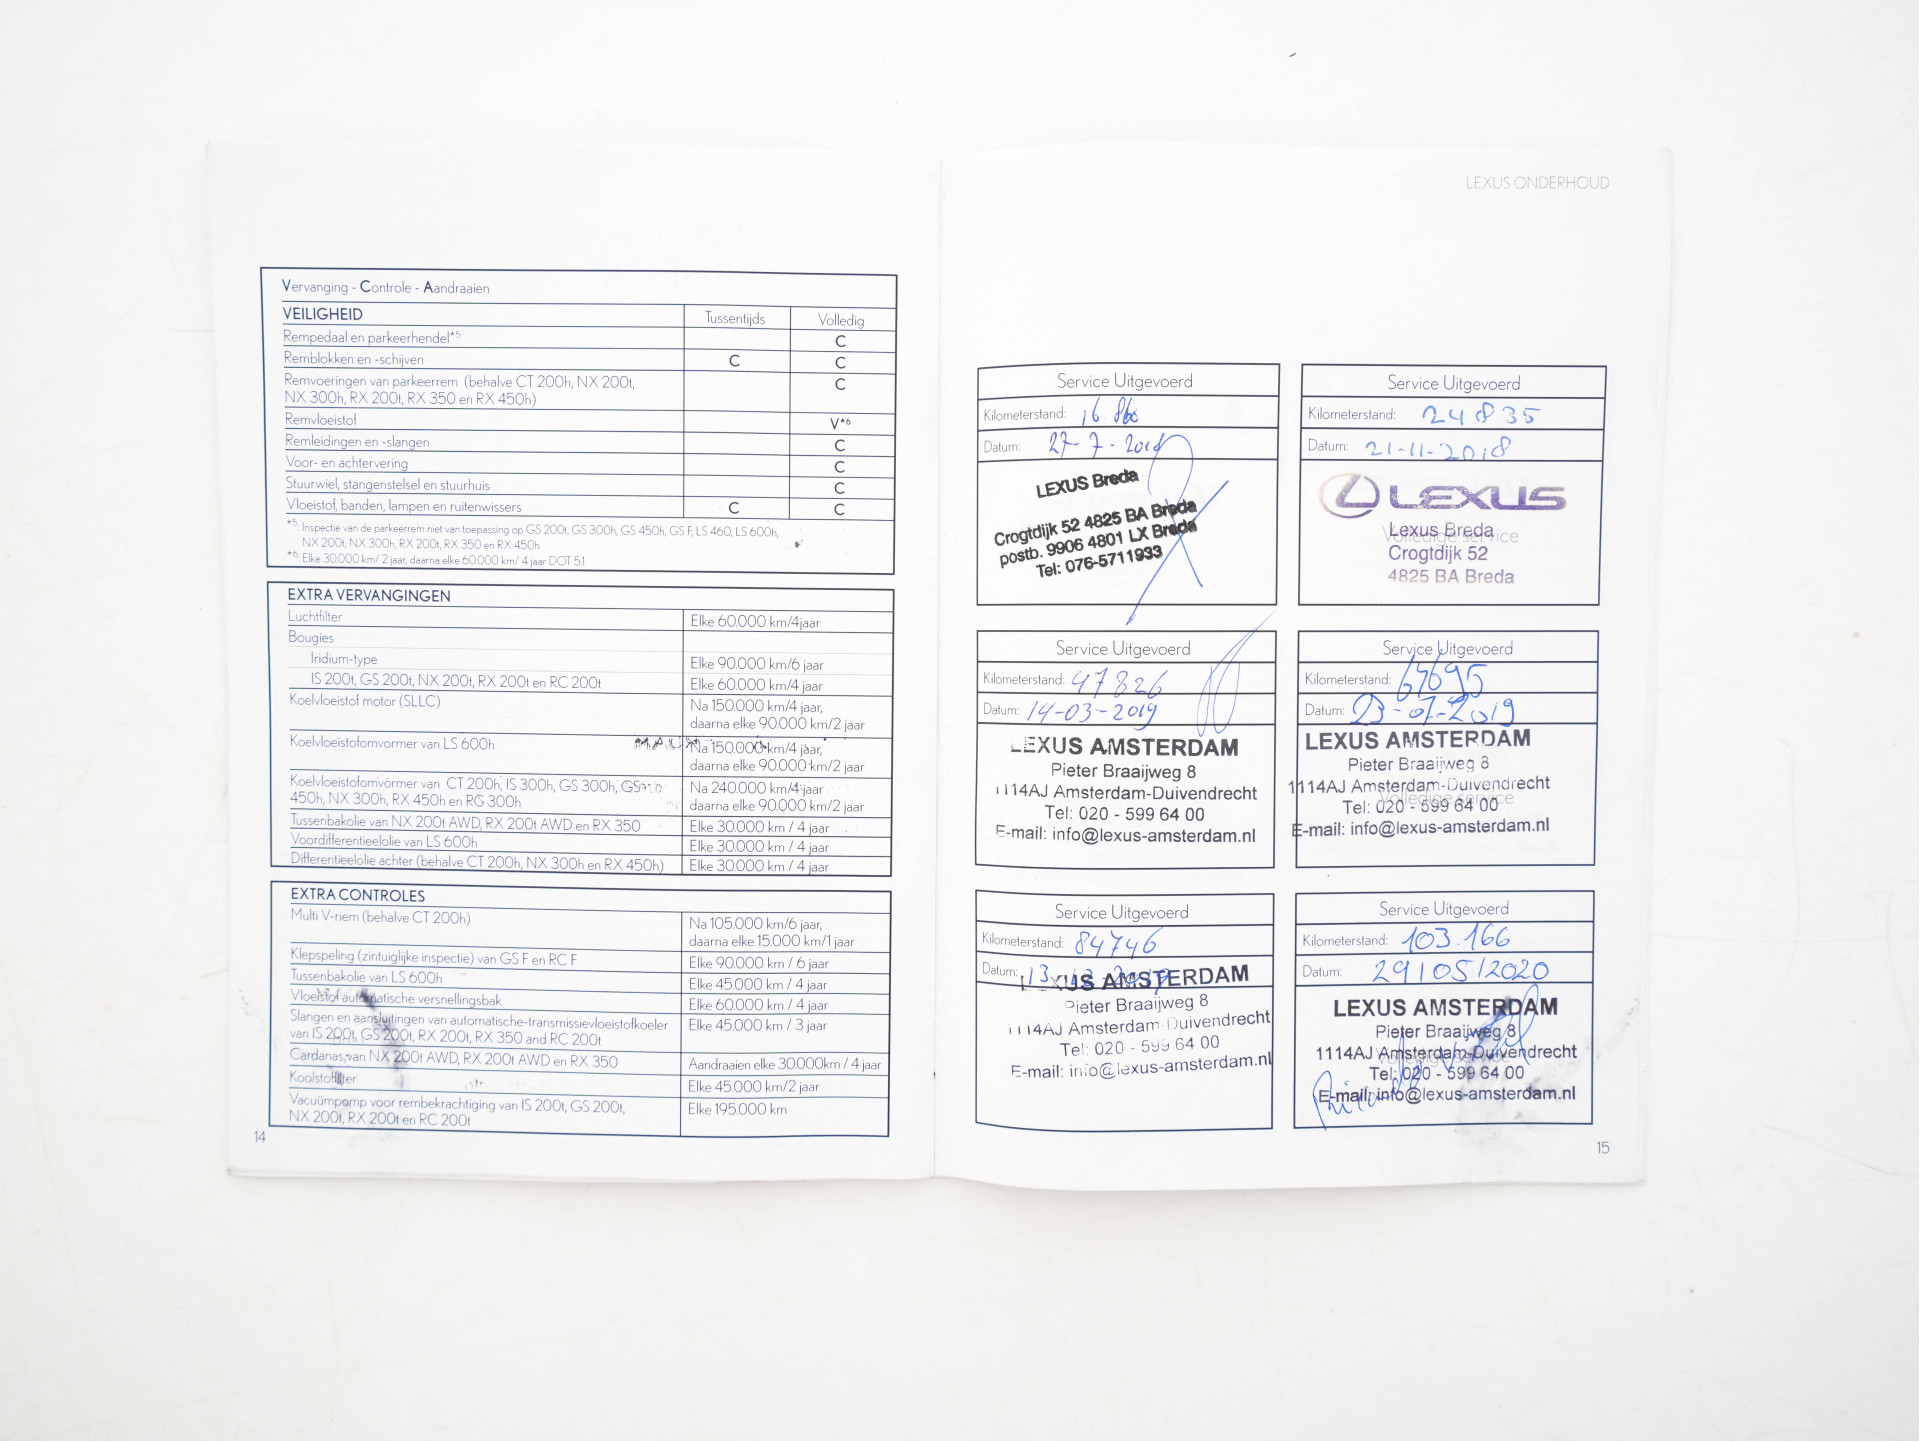 Vervanging - Controle - Aandraaien
VEILIGHEID Tussentijds Volledig
Rempedaal en parkeerhendel*5 C
Remblokken en -schijven C C
Remvoeringen van parkeerrem (behalve CT 200h, NX 200t, C
NX 300h, RX 200t, RX 350 en RX 450h)
Remvloeistof V*6
Remleidingen en -slangen C
Voor- en achtervering C
Stuurwiel, stangenstelsel en stuurhuis C
Vloeistof, banden, lampen en ruitenwissers C C
*5. Inspectie van de parkeerrem niet van toepassing op GS 200t, GS 300h, GS 450h, GS F, LS 460, LS 600h,
NX 200t, NX 300h, RX 200t, RX 350 en RX 450h
*6. Elke 30.000 km/ 2 jaar, daarna elke 60.000 km/ 4 jaar DOT 5.1
EXTRA VERVANGINGEN
Luchtfilter Elke 60.000 km/4jaar
Bougies
Iridium-type Elke 90.000 km/6 jaar
IS 200t, GS 200t, NX 200t, RX 200t en RC 200t Elke 60.000 km/4 jaar
Koelvloeistof motor (SLLC) Na 150.000 km/4 jaar,
daarna elke 90.000 km/2 jaar
Koelvloeistofomvormer van LS 600h Na 150.000 km/4 jaar,
daarna elke 90.000 km/2 jaar
Koelvloeistofomvormer van CT 200h, IS 300h, GS 300h, GS Na 240.000 km/4 jaar
450h, NX 300h, RX 450h en RC 300h daarna elke 90.000 km/2 jaar
Tussenbakolie van NX 200t AWD, RX 200t AWD en RX 350 Elke 30.000 km / 4 jaar
Voordifferentieelolie van LS 600h Elke 30.000 km / 4 jaar
Differentieelolie achter (behalve CT 200h, NX 300h en RX 450h) Elke 30.000 km / 4 jaar
EXTRA CONTROLES
Multi V-riem (behalve CT 200h) Na 105.000 km/6 jaar,
daarna elke 15.000 km/1 jaar
Klepspeling (zintuiglijke inspectie) van GS F en RC F Elke 90.000 km / 6 jaar
Tussenbakolie van LS 600h Elke 45.000 km / 4 jaar
Vloeistof automatische versnellingsbak Elke 60.000 km / 4 jaar
Slangen en aansluitingen van automatische-transmissievloeistofkoeler Elke 45.000 km / 3 jaar
van IS 200t, GS 200t, RX 200t, RX 350 and RC 200t
Cardanas van NX 200t AWD, RX 200t AWD en RX 350 Aandraaien elke 30.000km / 4 jaar
Koolstoffilter Elke 45.000 km/2 jaar
Vacuümpomp voor rembekrachtiging van IS 200t, GS 200t, Elke 195.000 km
NX 200t, RX 200t en RC 200t
14
LEXUS ONDERHOUD
Service Uitgevoerd
Kilometerstand: 16 860
Datum: 27-7-2018
LEXUS Breda
Crogtdijk 52 4825 BA Breda
postb. 9906 4801 LX Breda
Tel: 076-5711933
Service Uitgevoerd
Kilometerstand: 24835
Datum: 21-11-2018
LEXUS
Lexus Breda
Volledige service
Crogtdijk 52
4825 BA Breda
Service Uitgevoerd
Kilometerstand: 47826
Datum: 14-03-2019
LEXUS AMSTERDAM
Pieter Braaijweg 8
1114AJ Amsterdam-Duivendrecht
Tel: 020 - 599 64 00
E-mail: info@lexus-amsterdam.nl
Service Uitgevoerd
Kilometerstand: 67695
Datum: 23-07-2019
LEXUS AMSTERDAM
Pieter Braaijweg 8
1114AJ Amsterdam-Duivendrecht
Volledige service
Tel: 020 - 599 64 00
E-mail: info@lexus-amsterdam.nl
Service Uitgevoerd
Kilometerstand: 84746
Datum: 13
LEXUS AMSTERDAM
Pieter Braaijweg 8
1114AJ Amsterdam-Duivendrecht
Tel: 020 - 599 64 00
E-mail: info@lexus-amsterdam.nl
Service Uitgevoerd
Kilometerstand: 103.166
Datum: 29/05/2020
LEXUS AMSTERDAM
Pieter Braaijweg 8
1114AJ Amsterdam-Duivendrecht
Tel: 020 - 599 64 00
E-mail: info@lexus-amsterdam.nl
15